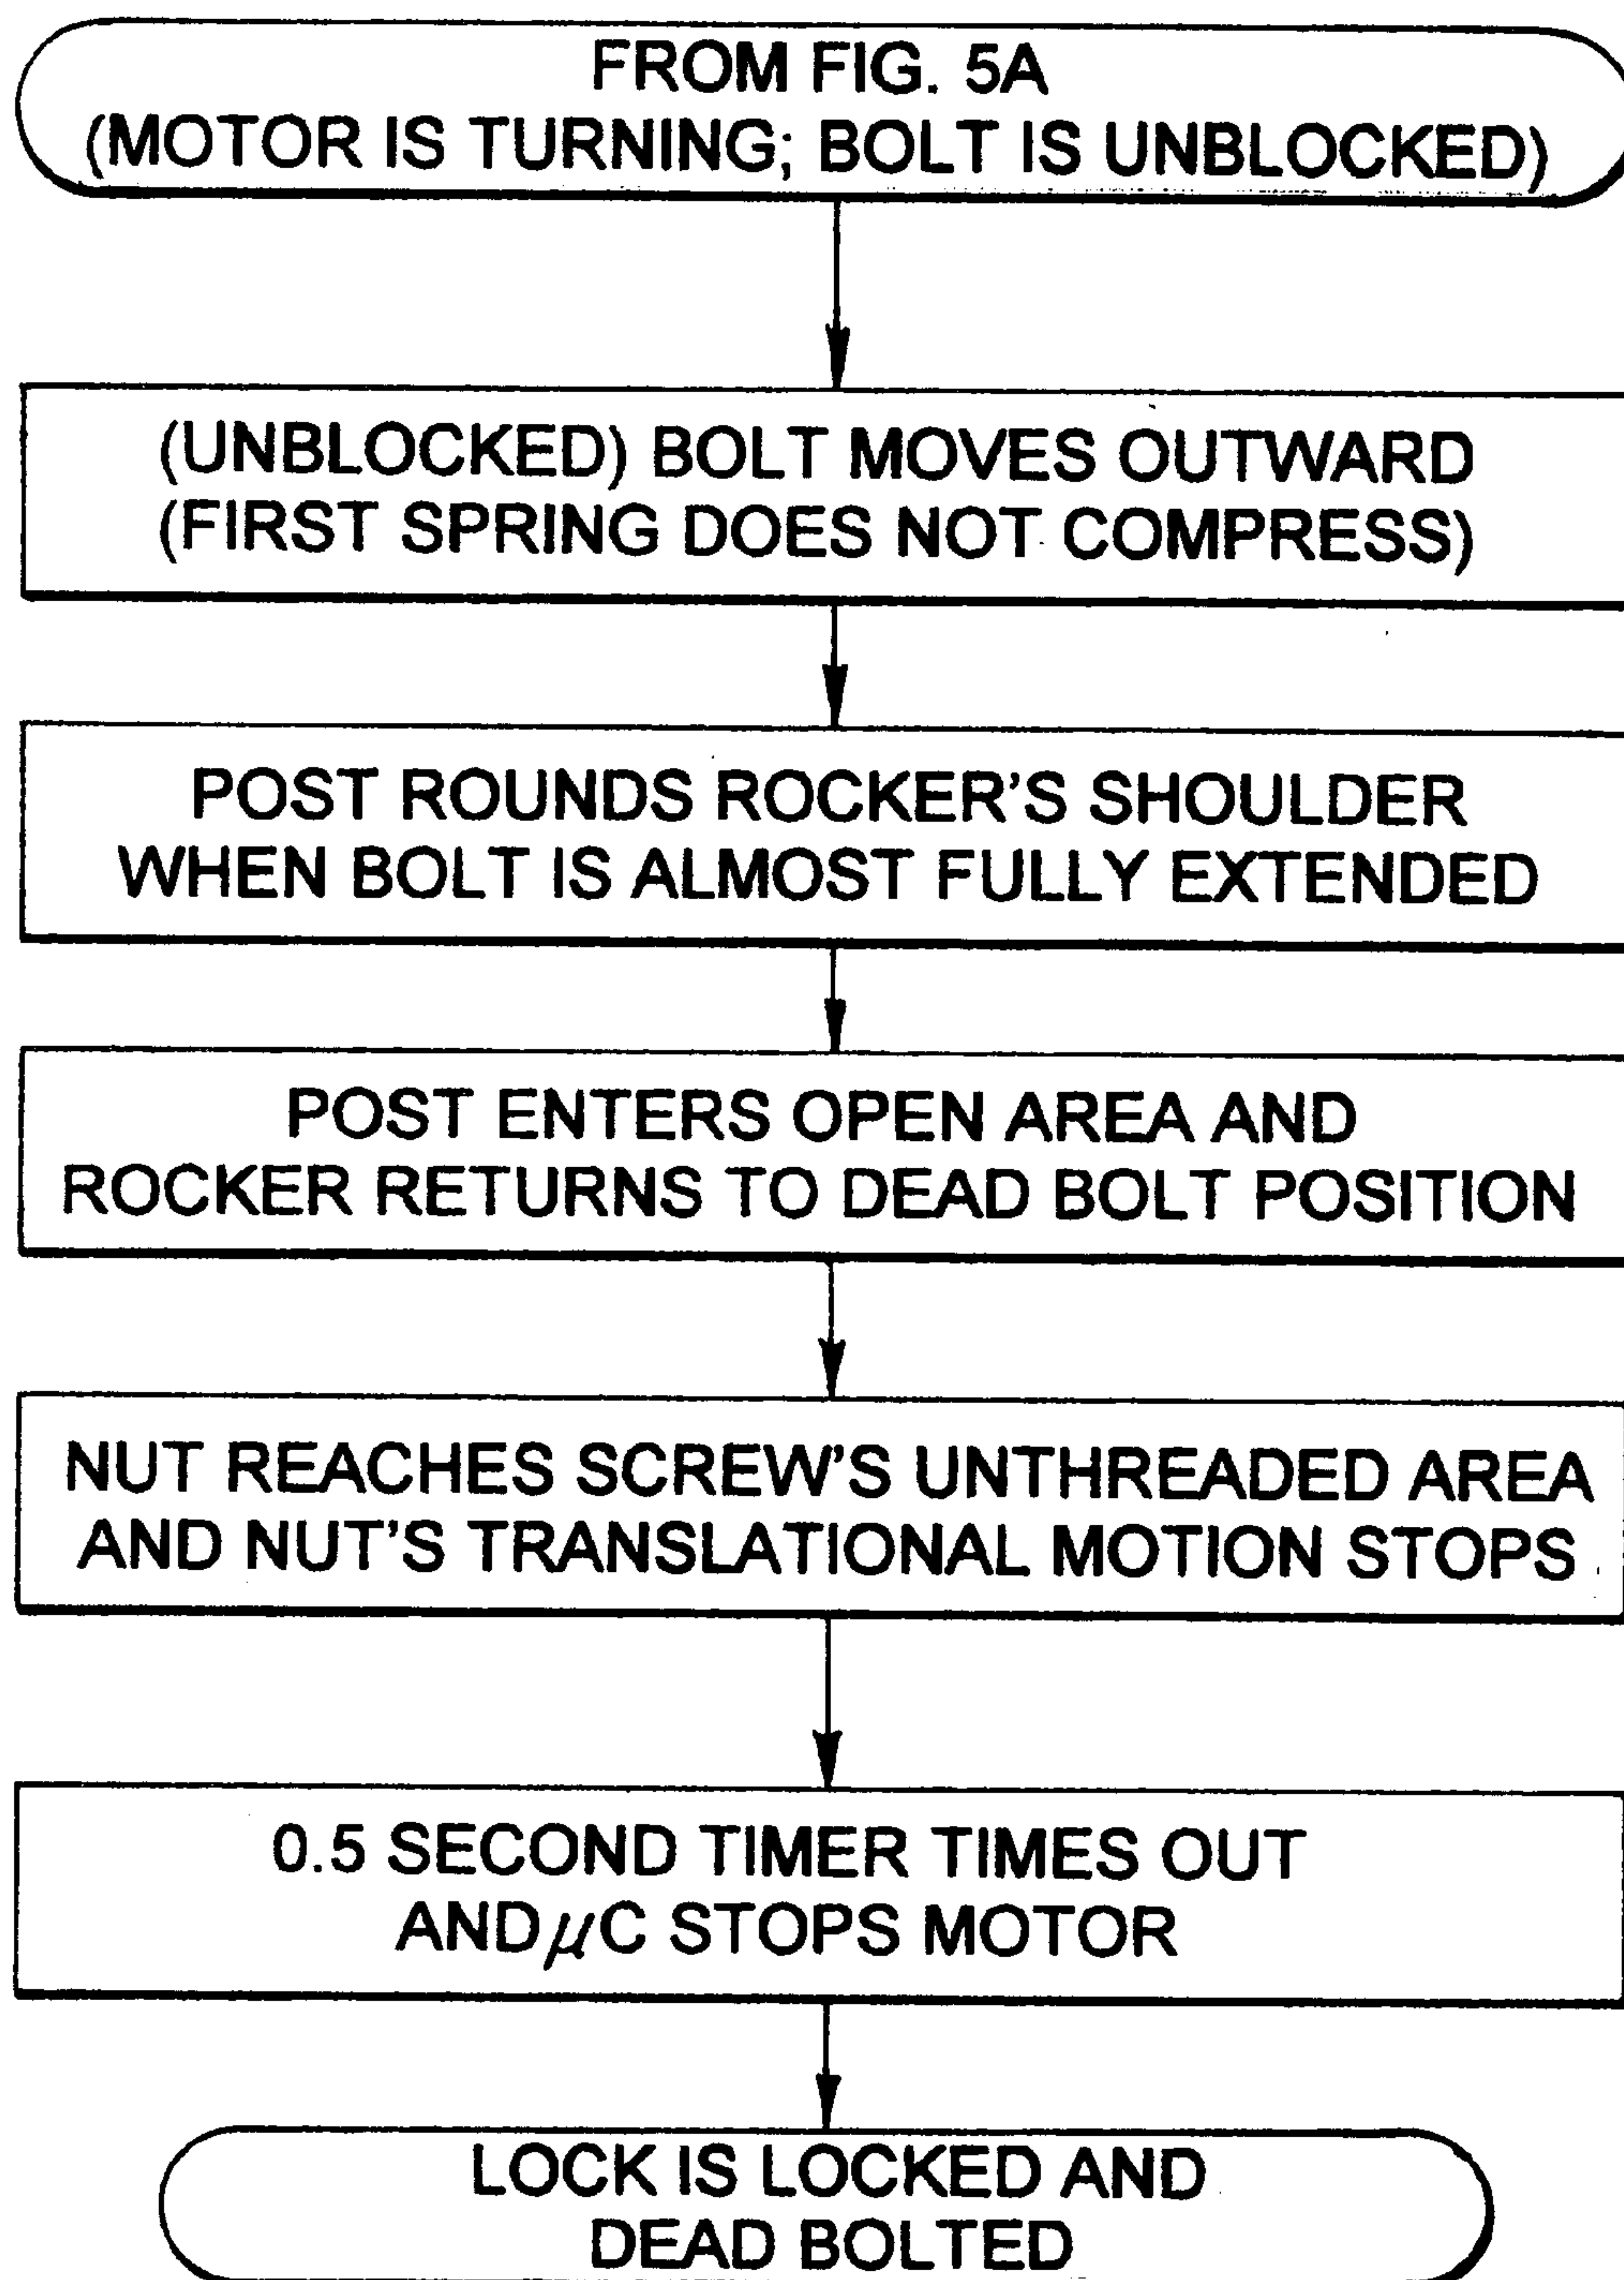 FROM FIG. 5A
(MOTOR IS TURNING; BOLT IS UNBLOCKED)
(UNBLOCKED) BOLT MOVES OUTWARD
(FIRST SPRING DOES NOT COMPRESS)
POST ROUNDS ROCKER'S SHOULDER
WHEN BOLT IS ALMOST FULLY EXTENDED
POST ENTERS OPEN AREA AND
ROCKER RETURNS TO DEAD BOLT POSITION
NUT REACHES SCREW'S UNTHREADED AREA
AND NUT'S TRANSLATIONAL MOTION STOPS
0.5 SECOND TIMER TIMES OUT
AND μC STOPS MOTOR
LOCK IS LOCKED AND
DEAD BOLTED